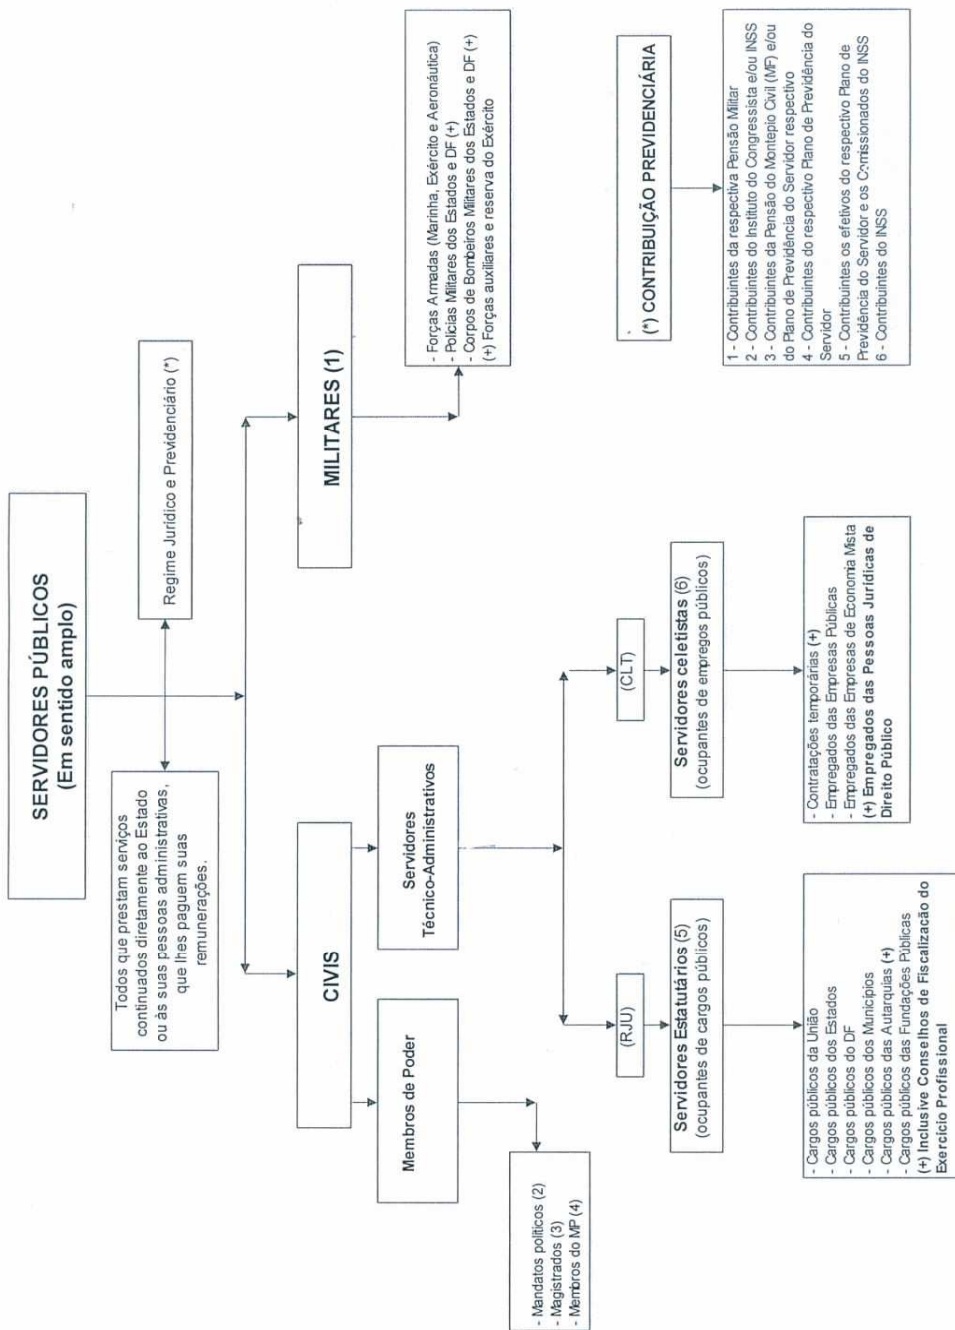 SERVIDORES PÚBLICOS
(Em sentido amplo)
Todos que prestam serviços
continuados diretamente ao Estado
ou às suas pessoas administrativas,
que lhes paguem suas
remunerações.
Regime Jurídico e Previdenciário (*)
CIVIS
MILITARES (1)
Membros de Poder
Servidores
Técnico-Administrativos
- Forças Armadas (Marinha, Exército e Aeronáutica)
- Polícias Militares dos Estados e DF (+)
- Corpos de Bombeiros Militares dos Estados e DF (+)
(+) Forças auxiliares e reserva do Exército
- Mandatos políticos (2)
- Magistrados (3)
- Membros do MP (4)
(RJU)
(CLT)
Servidores Estatutários (5)
(ocupantes de cargos públicos)
Servidores celetistas (6)
(ocupantes de empregos públicos)
- Cargos públicos da União
- Cargos públicos dos Estados
- Cargos públicos do DF
- Cargos públicos dos Municípios
- Cargos públicos das Autarquias (+)
- Cargos públicos das Fundações Públicas
(+) Inclusive Conselhos de Fiscalização do
Exercício Profissional
- Contratações temporárias (+)
- Empregados das Empresas Públicas
- Empregados das Empresas de Economia Mista
(+) Empregados das Pessoas Jurídicas de
Direito Público
(*) CONTRIBUIÇÃO PREVIDENCIÁRIA
1 - Contribuintes da respectiva Pensão Militar
2 - Contribuintes do Instituto do Congressista e/ou INSS
3 - Contribuintes da Pensão do Montepio Civil (MF) e/ou
do Plano de Previdência do Servidor respectivo
4 - Contribuintes do respectivo Plano de Previdência do
Servidor
5 - Contribuintes os efetivos do respectivo Plano de
Previdência do Servidor e os Comissionados do INSS
6 - Contribuintes do INSS